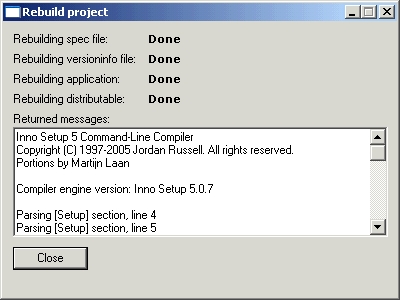 Rebuild project
Rebuilding spec file: Done
Rebuilding versioninfo file: Done
Rebuilding application: Done
Rebuilding distributable: Done
Returned messages:
Inno Setup 5 Command-Line Compiler
Copyright (C) 1997-2005 Jordan Russell. All rights reserved.
Portions by Martijn Laan
Compiler engine version: Inno Setup 5.0.7
Parsing [Setup] section, line 4
Parsing [Setup] section, line 5
Close